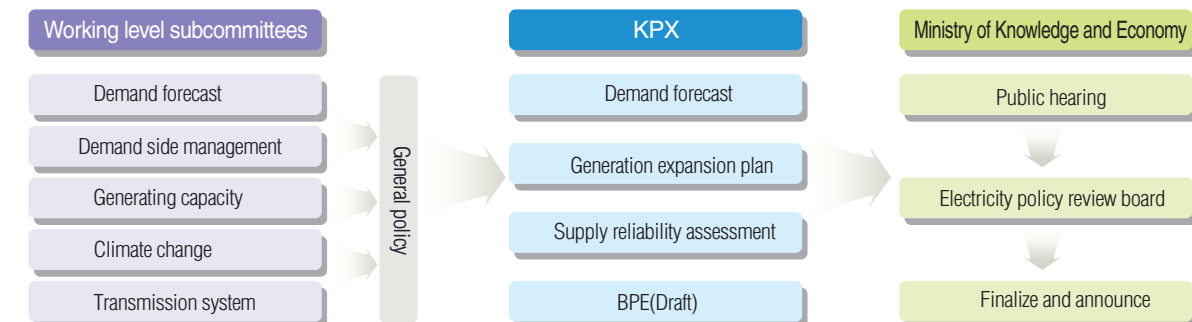 Working level subcommittees
Demand forecast
Demand side management
Generating capacity
Climate change
Transmission system
General policy
KPX
Demand forecast
Generation expansion plan
Supply reliability assessment
BPE(Draft)
Ministry of Knowledge and Economy
Public hearing
Electricity policy review board
Finalize and announce